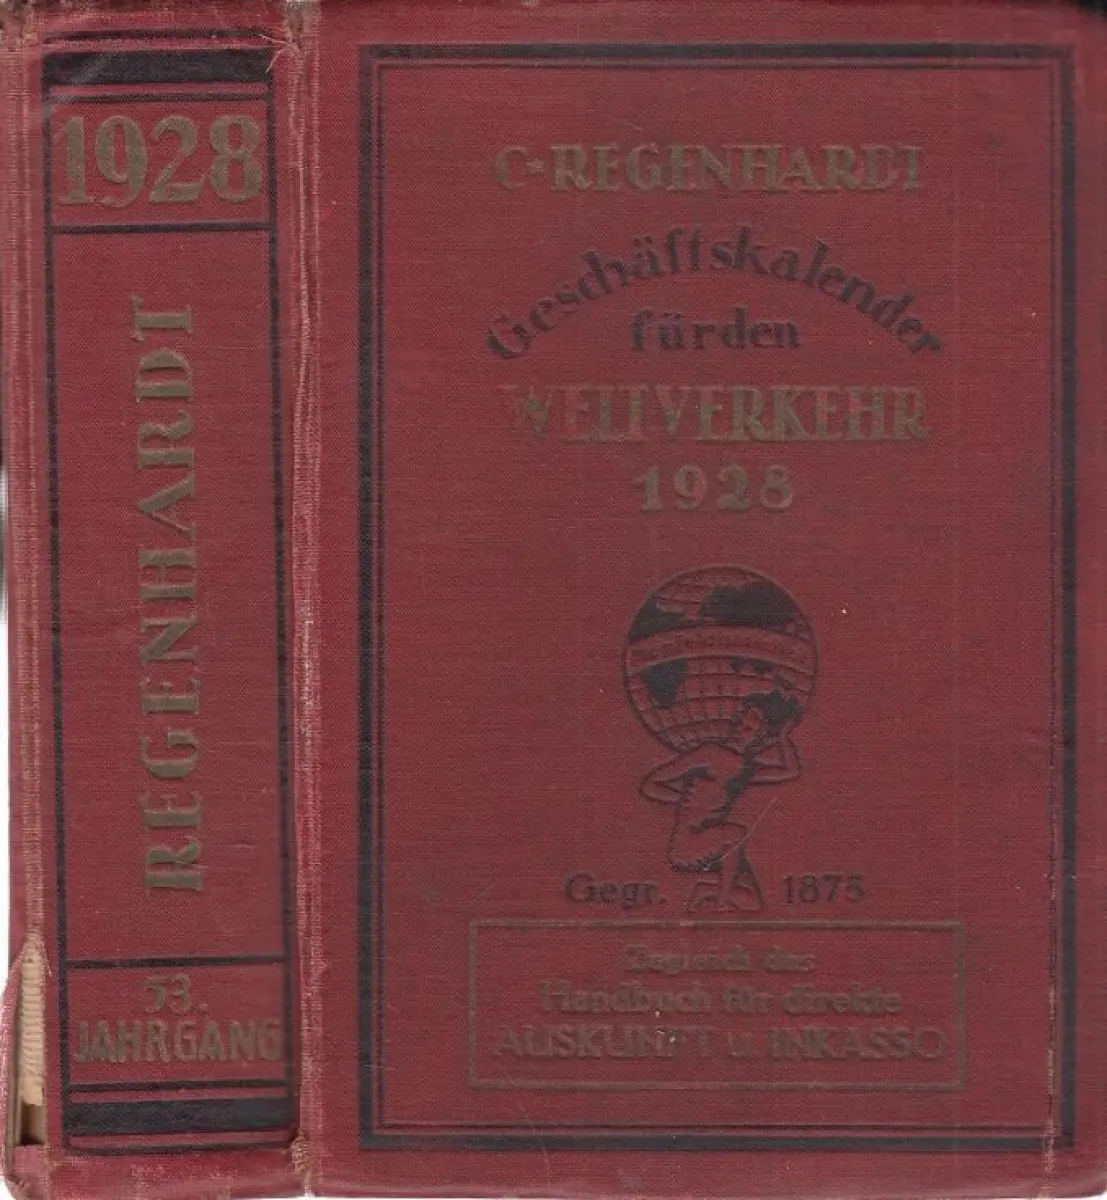 1928
REGENHARDT
53.
JAHRGANG
C•REGENHARDT
Geschäftskalender
für den
WELTVERKEHR
1928
Gegr. 1875
Zugleich das
Handbuch für direkte
AUSKUNFT u. INKASSO